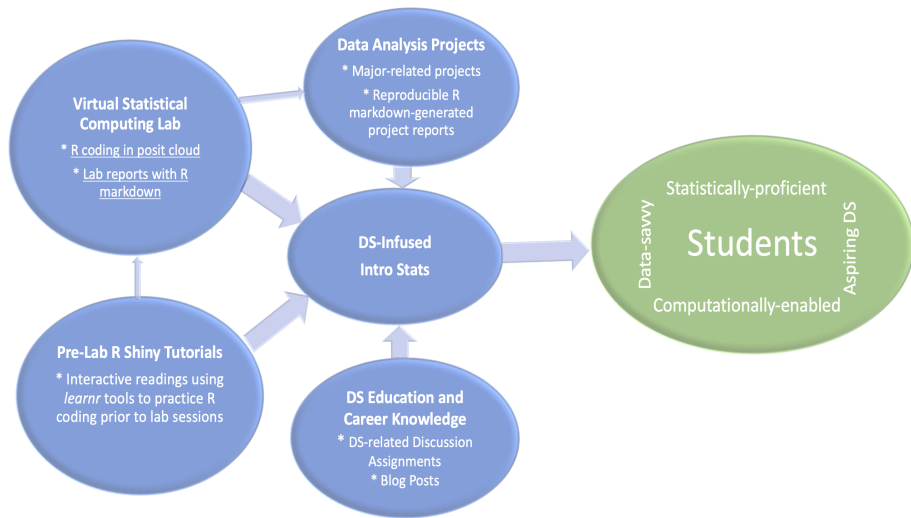 Data Analysis Projects
* Major-related projects
* Reproducible R
markdown-generated
project reports
Virtual Statistical
Computing Lab
* R coding in posit cloud
* Lab reports with R
markdown
DS-Infused
Intro Stats
Statistically-proficient
Data-savvy
Students
Aspiring DS
Computationally-enabled
Pre-Lab R Shiny Tutorials
* Interactive readings using
learnr tools to practice R
coding prior to lab sessions
DS Education and
Career Knowledge
* DS-related Discussion
Assignments
* Blog Posts